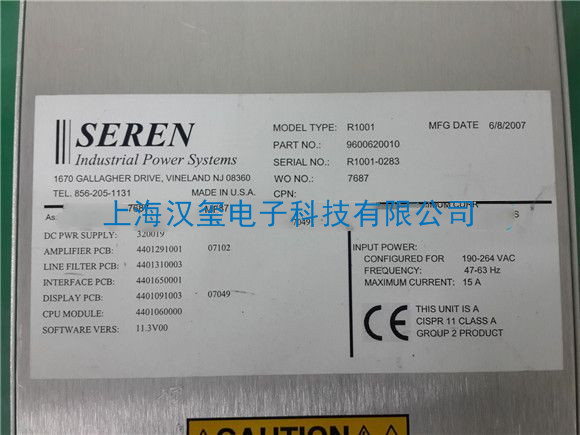 SEREN
Industrial Power Systems
1670 GALLAGHER DRIVE, VINELAND NJ 08360
TEL. 856-205-1131 MADE IN U.S.A.
MODEL TYPE: R1001 MFG DATE 6/8/2007
PART NO.: 9600620010
SERIAL NO.: R1001-0283
WO NO.: 7687
CPN:
上海汉玺电子科技有限公司
As:
DC PWR SUPPLY: 320019
AMPLIFIER PCB: 4401291001 07102
LINE FILTER PCB: 4401310003
INTERFACE PCB: 4401650001
DISPLAY PCB: 4401091003 07049
CPU MODULE: 4401060000
SOFTWARE VERS: 11.3V00
INPUT POWER:
CONFIGURED FOR 190-264 VAC
FREQUENCY: 47-63 Hz
MAXIMUM CURRENT: 15 A
CE
THIS UNIT IS A
CISPR 11 CLASS A
GROUP 2 PRODUCT